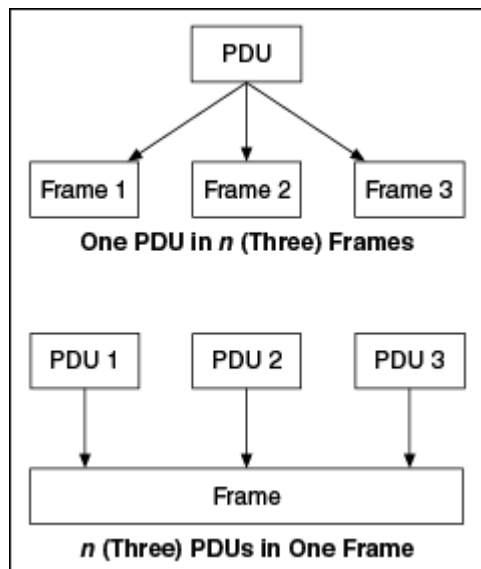 PDU
Frame 1 Frame 2 Frame 3
One PDU in n (Three) Frames
PDU 1 PDU 2 PDU 3
Frame
n (Three) PDUs in One Frame